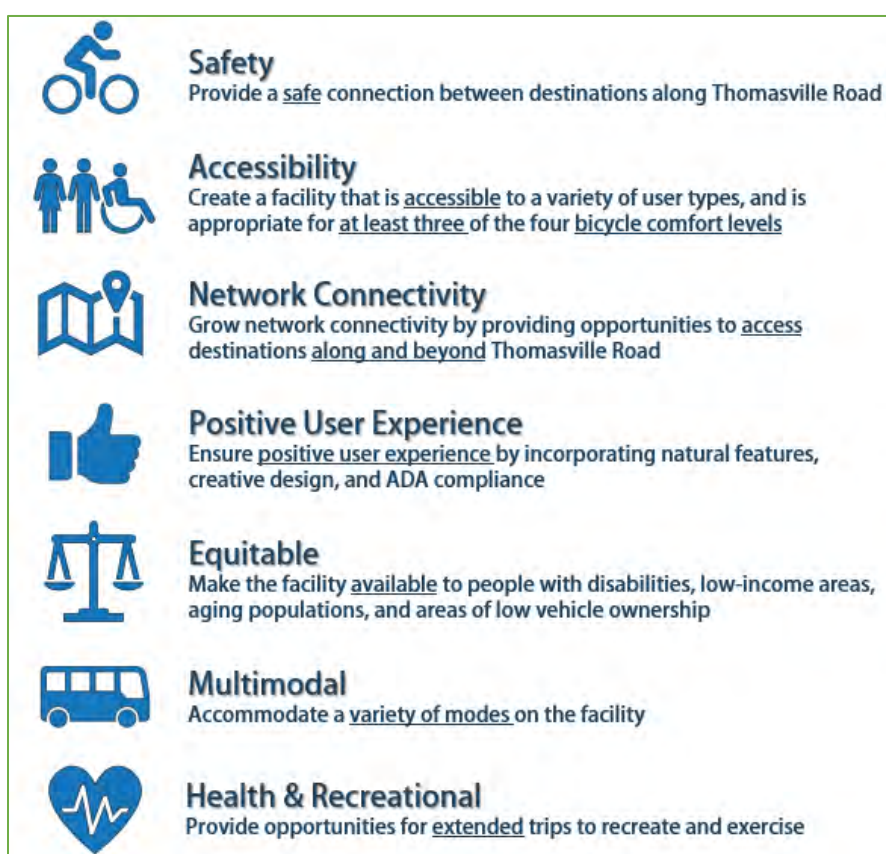 Safety
Provide a safe connection between destinations along Thomasville Road
Accessibility
Create a facility that is accessible to a variety of user types, and is
appropriate for at least three of the four bicycle comfort levels
Network Connectivity
Grow network connectivity by providing opportunities to access
destinations along and beyond Thomasville Road
Positive User Experience
Ensure positive user experience by incorporating natural features,
creative design, and ADA compliance
Equitable
Make the facility available to people with disabilities, low-income areas,
aging populations, and areas of low vehicle ownership
Multimodal
Accommodate a variety of modes on the facility
Health & Recreational
Provide opportunities for extended trips to recreate and exercise